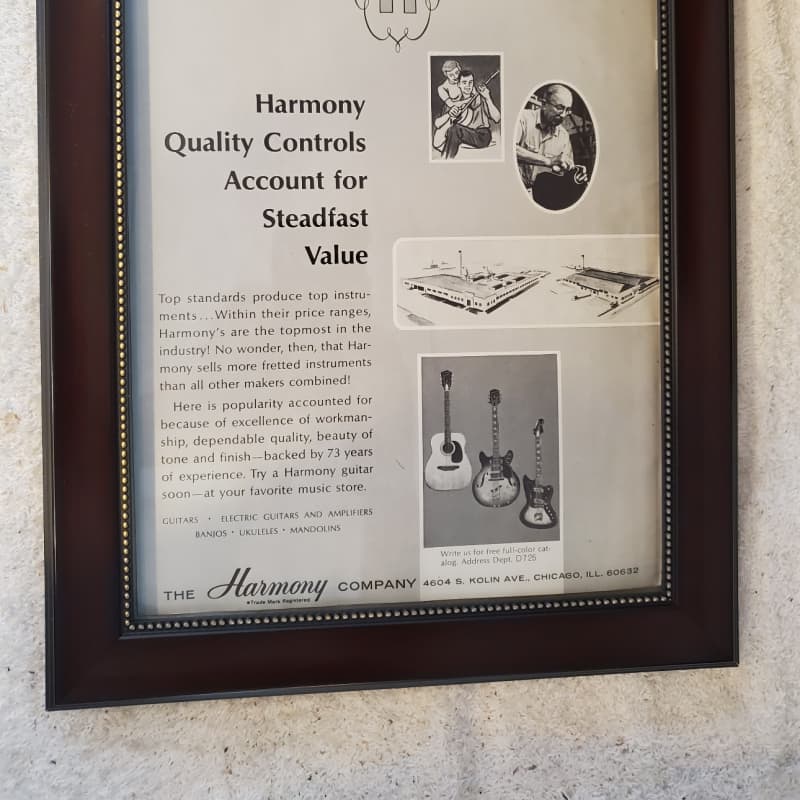 H
Harmony
Quality Controls
Account for
Steadfast
Value
Top standards produce top instru-
ments...Within their price ranges,
Harmony's are the topmost in the
industry! No wonder, then, that Har-
mony sells more fretted instruments
than all other makers combined!
Here is popularity accounted for
because of excellence of workman-
ship, dependable quality, beauty of
tone and finish—backed by 73 years
of experience. Try a Harmony guitar
soon—at your favorite music store.
GUITARS • ELECTRIC GUITARS AND AMPLIFIERS
BANJOS • UKULELES • MANDOLINS
Write us for free full-color cat-
alog. Address Dept. D725
THE Harmony COMPANY 4604 S. KOLIN AVE., CHICAGO, ILL. 60632
*Trade Mark Registered